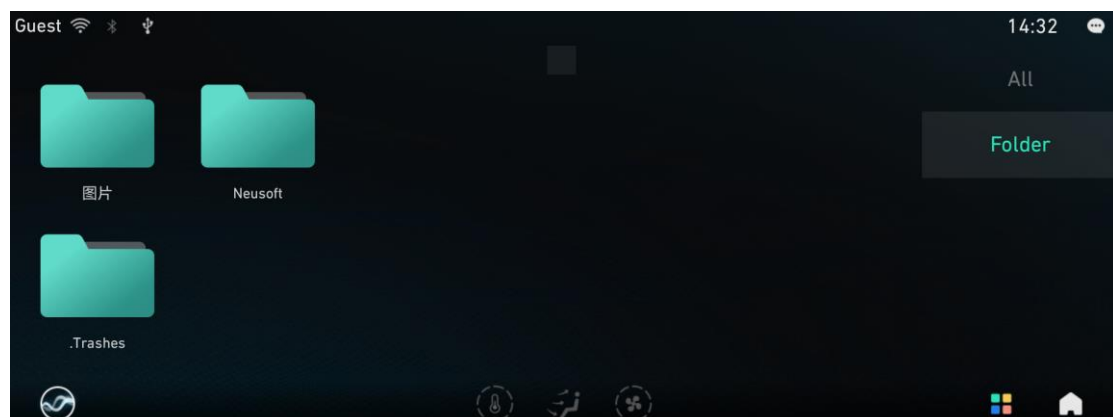 Guest
14:32
All
Folder
图片
Neusoft
.Trashes